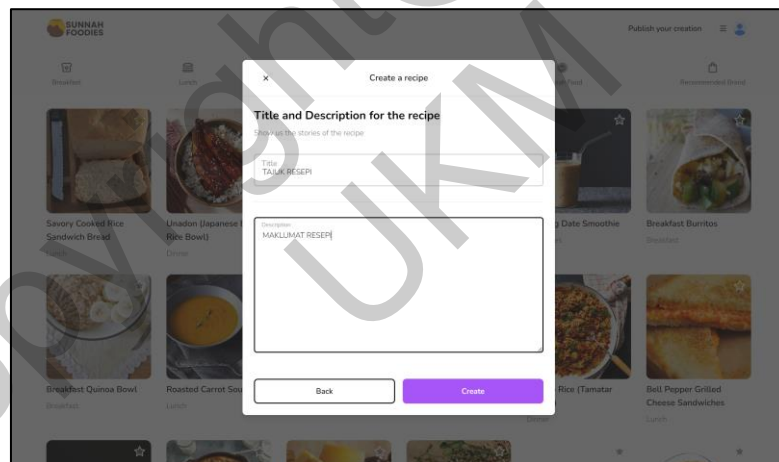 SUNNAH
FOODIES
Publish your creation
Breakfast
Lunch
Recommended Brand
Create a recipe
Title and Description for the recipe
Show us the stories of the recipe
Title
TAJUK RESEPI
Description
MAKLUMAT RESEPI
Back
Create
Savory Cooked Rice
Sandwich Bread
Lunch
Unadon (Japanese
Rice Bowl)
Dinner
Date Smoothie
Breakfast Burritos
Breakfast
Breakfast Quinoa Bowl
Breakfast
Roasted Carrot Sou
Lunch
Rice (Tamatar
Dinner
Bell Pepper Grilled
Cheese Sandwiches
Lunch
UKM